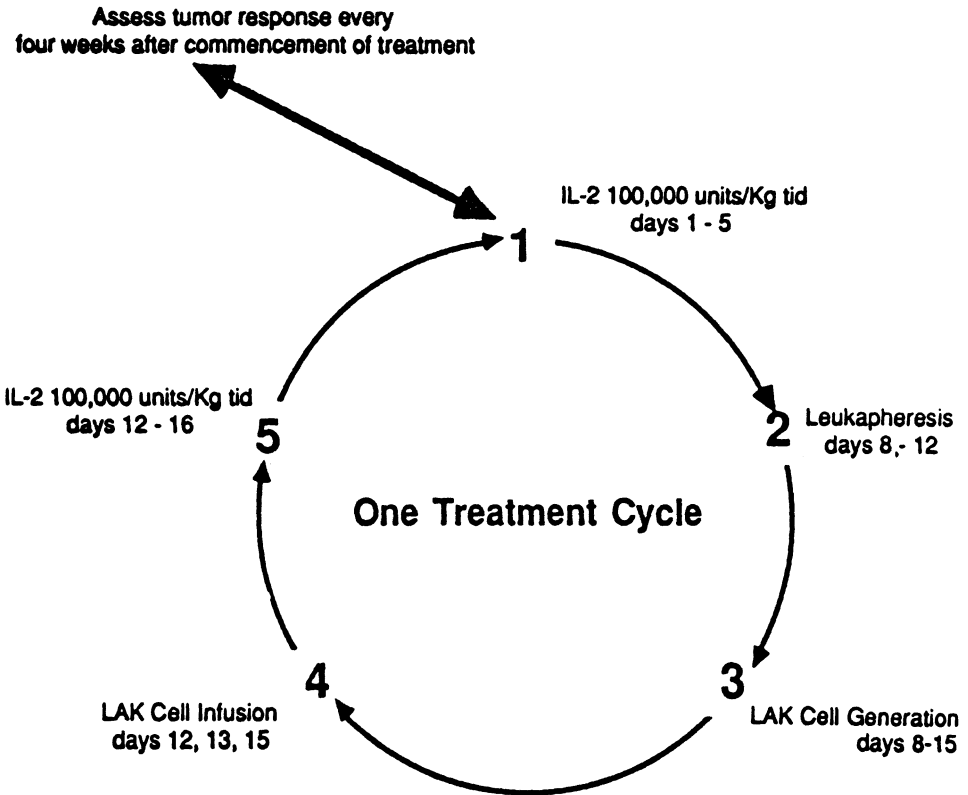 Assess tumor response every
four weeks after commencement of treatment
1
IL-2 100,000 units/Kg tid
days 1 - 5
2
Leukapheresis
days 8,- 12
3
LAK Cell Generation
days 8-15
4
LAK Cell Infusion
days 12, 13, 15
5
IL-2 100,000 units/Kg tid
days 12 - 16
One Treatment Cycle